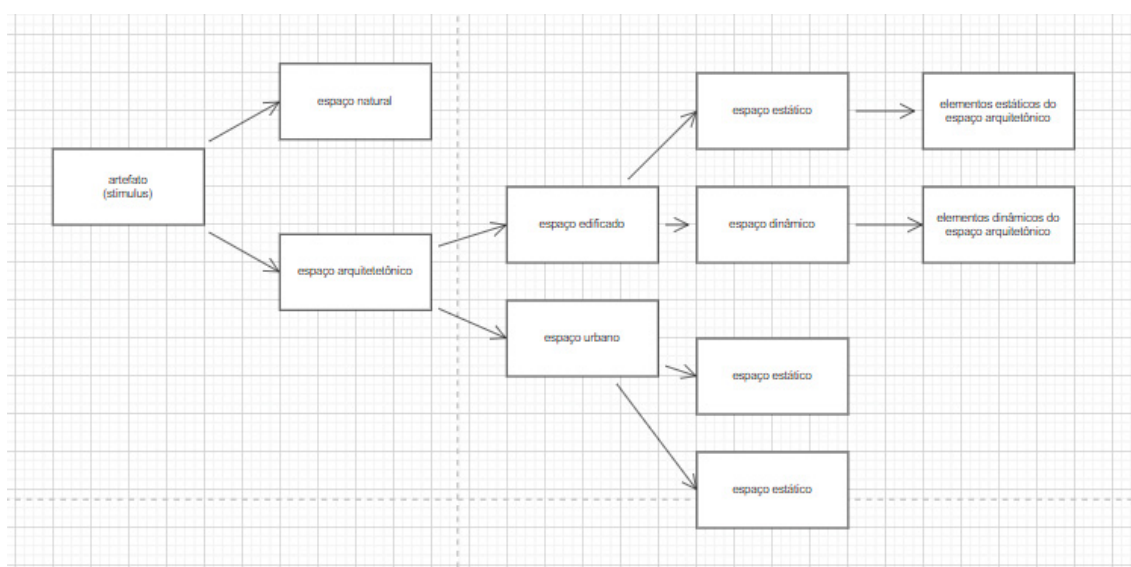 espaço natural
artefato
(stimulus)
espaço arquitetetônico
espaço edificado
espaço urbano
espaço estático
elementos estáticos do
espaço arquitetônico
espaço dinâmico
elementos dinâmicos do
espaço arquitetônico
espaço estático
espaço estático